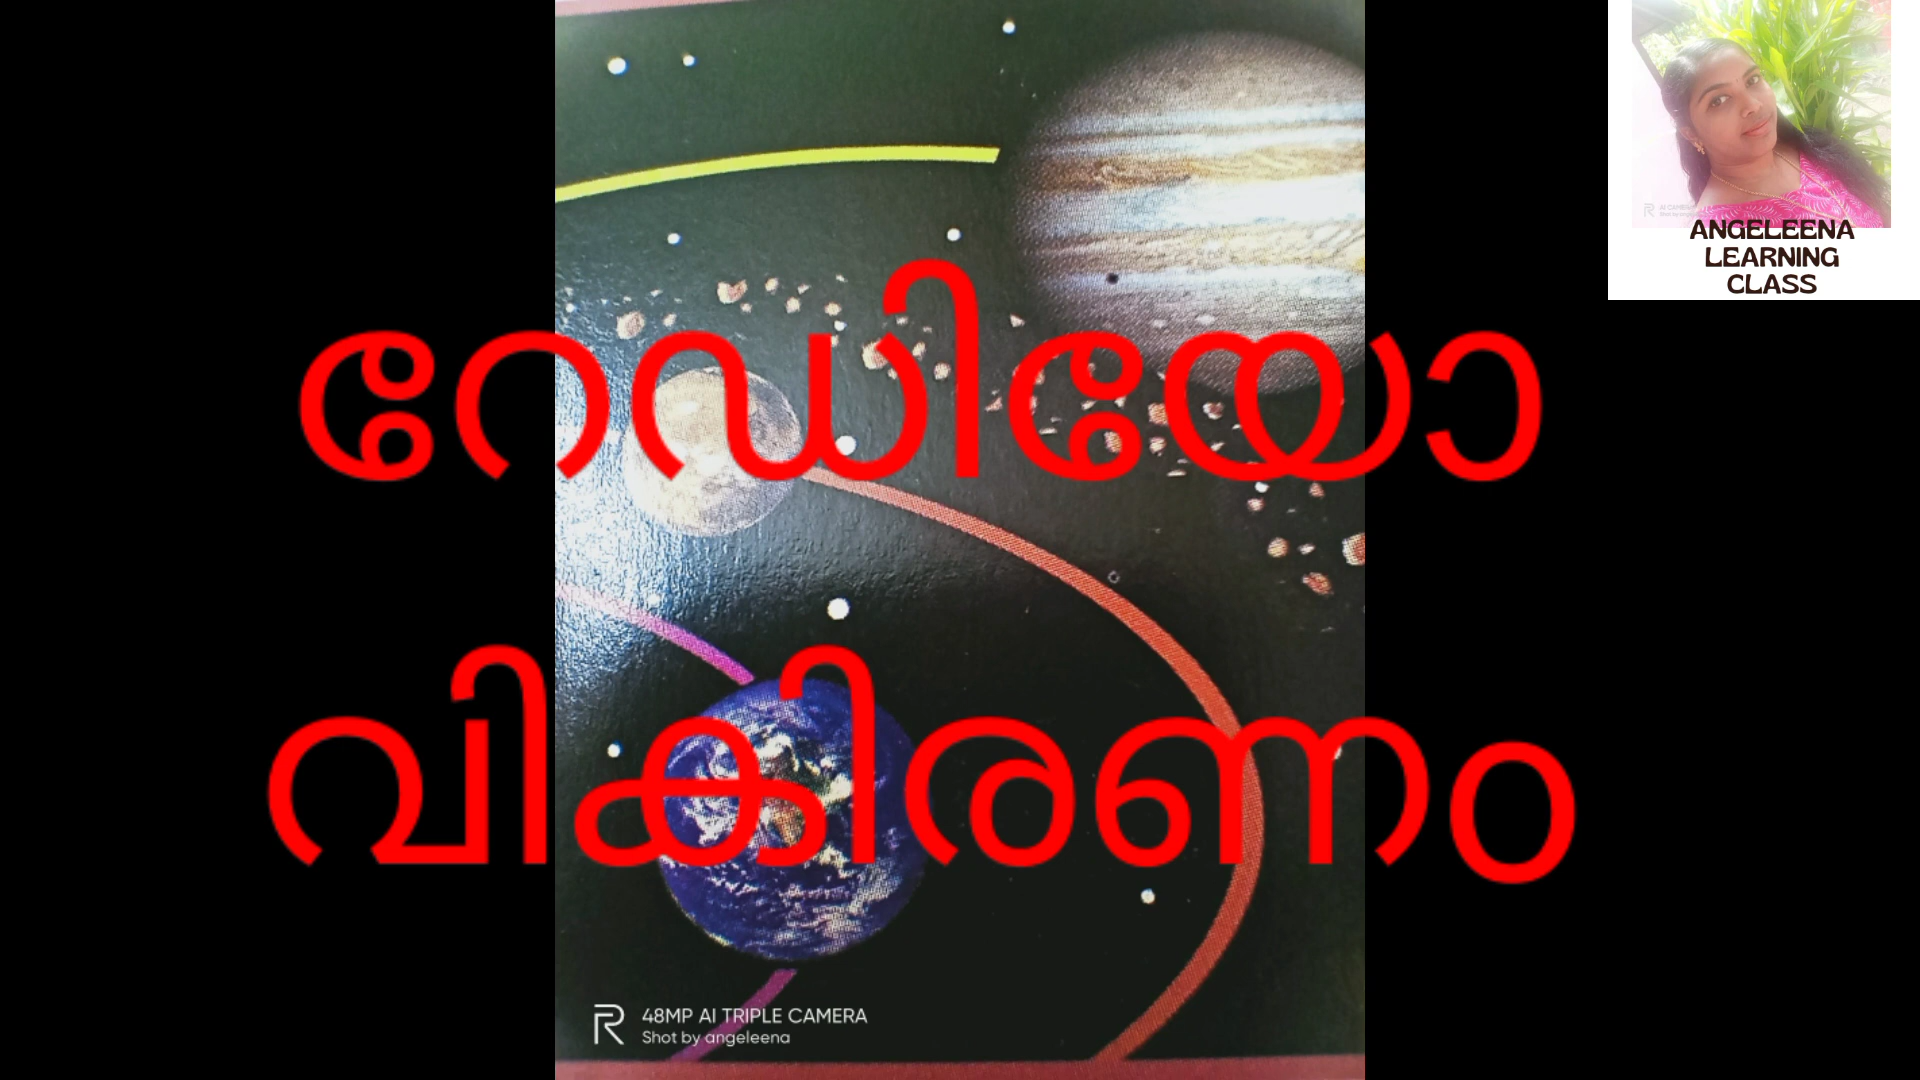 ANGELEENA
LEARNING
CLASS
റേഡിയോ
വികിരണം
48MP AI TRIPLE CAMERA
Shot by angeleena